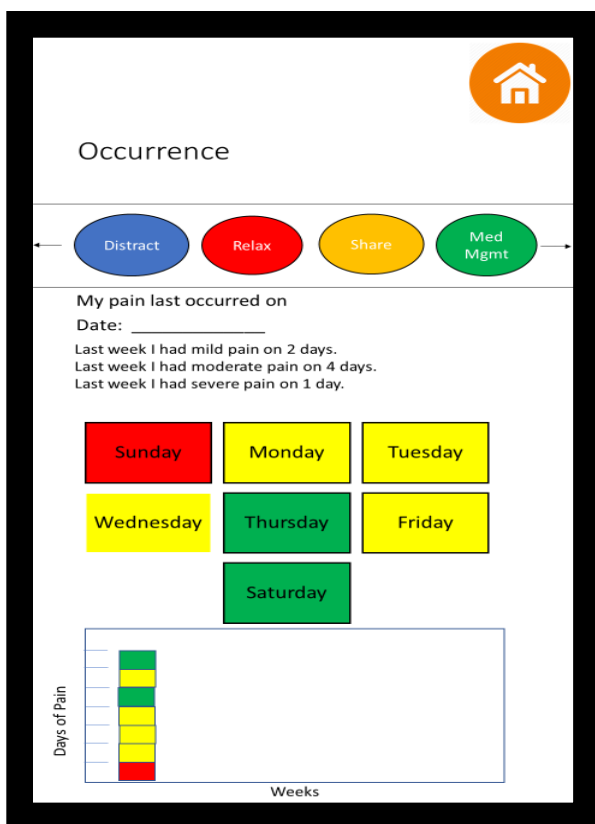 Occurrence
Distract
Relax
Share
Med
Mgmt
My pain last occurred on
Date: _______________
Last week I had mild pain on 2 days.
Last week I had moderate pain on 4 days.
Last week I had severe pain on 1 day.
Sunday
Monday
Tuesday
Wednesday
Thursday
Friday
Saturday
Days of Pain
Weeks